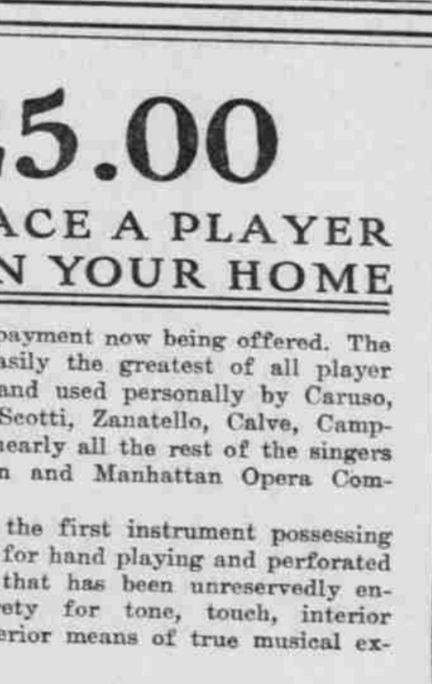 5.00
ACE A PLAYER
N YOUR HOME
payment now being offered. The
asily the greatest of all player
and used personally by Caruso,
Scotti, Zanatello, Calve, Camp-
nearly all the rest of the singers
n and Manhattan Opera Com-
the first instrument possessing
for hand playing and perforated
that has been unreservedly en-
ety for tone, touch, interior
erior means of true musical ex-